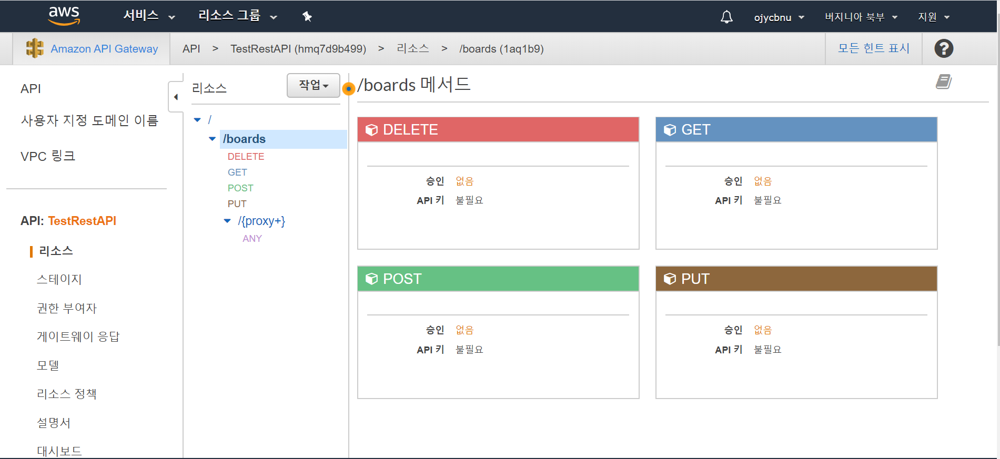 aws 서비스 리소스 그룹 ojycbnu 버지니아 북부 지원
Amazon API Gateway API > TestRestAPI (hmq7d9b499) > 리소스 > /boards (1aq1b9) 모든 힌트 표시 ?
API
사용자 지정 도메인 이름
VPC 링크
API: TestRestAPI
리소스
스테이지
권한 부여자
게이트웨이 응답
모델
리소스 정책
설명서
대시보드
리소스 작업
/
/boards
DELETE
GET
POST
PUT
/{proxy+}
ANY
/boards 메서드
DELETE
승인 없음
API 키 불필요
GET
승인 없음
API 키 불필요
POST
승인 없음
API 키 불필요
PUT
승인 없음
API 키 불필요